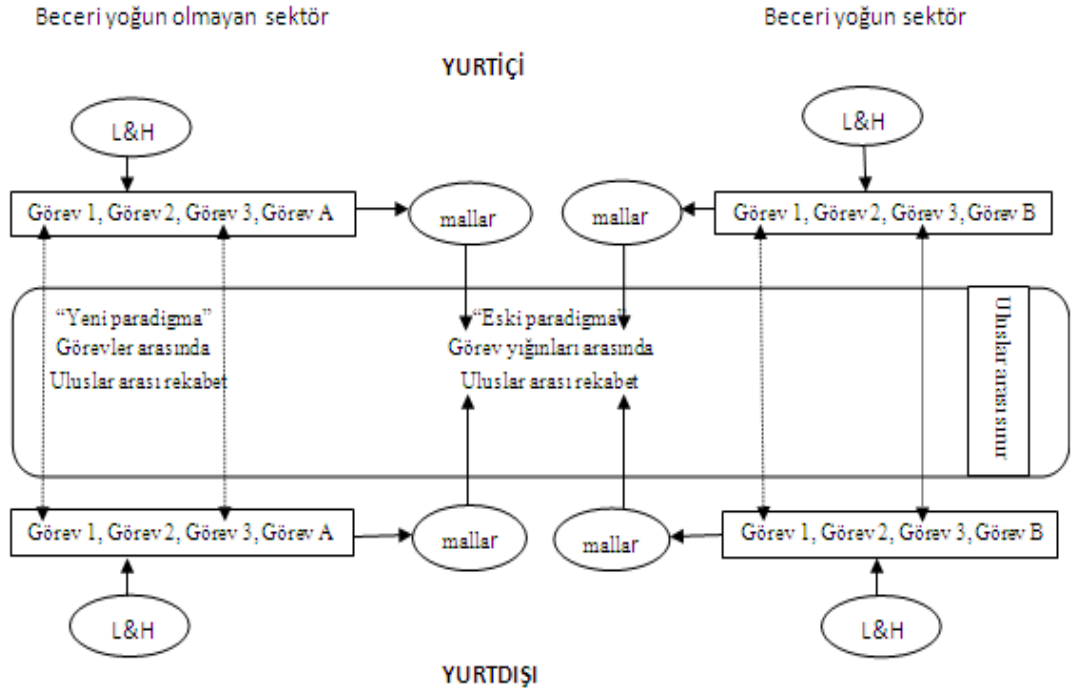 Beceri yoğun olmayan sektör
Beceri yoğun sektör
YURTİÇİ
L&H
L&H
Görev 1, Görev 2, Görev 3, Görev A
mallar
mallar
Görev 1, Görev 2, Görev 3, Görev B
“Yeni paradigma”
Görevler arasında
Uluslar arası rekabet
“Eski paradigma”
Görev yığınları arasında
Uluslar arası rekabet
Uluslar arası sınır
Görev 1, Görev 2, Görev 3, Görev A
mallar
mallar
Görev 1, Görev 2, Görev 3, Görev B
L&H
L&H
YURTDIŞI